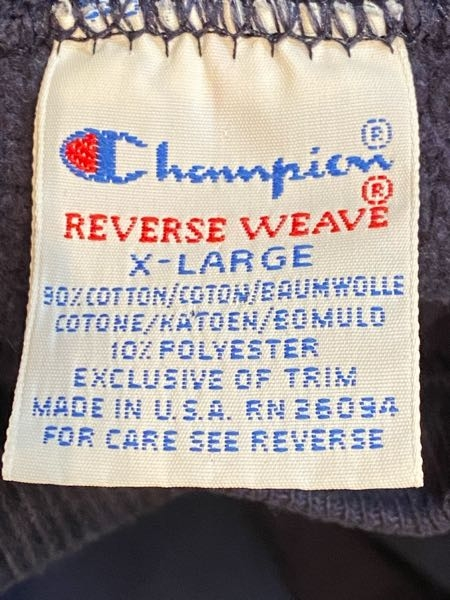 Champion®
REVERSE WEAVE®
X-LARGE
90% COTTON/COTON/BAUMWOLLE
COTONE/KATOEN/BOMULD
10% POLYESTER
EXCLUSIVE OF TRIM
MADE IN U.S.A. RN 26094
FOR CARE SEE REVERSE